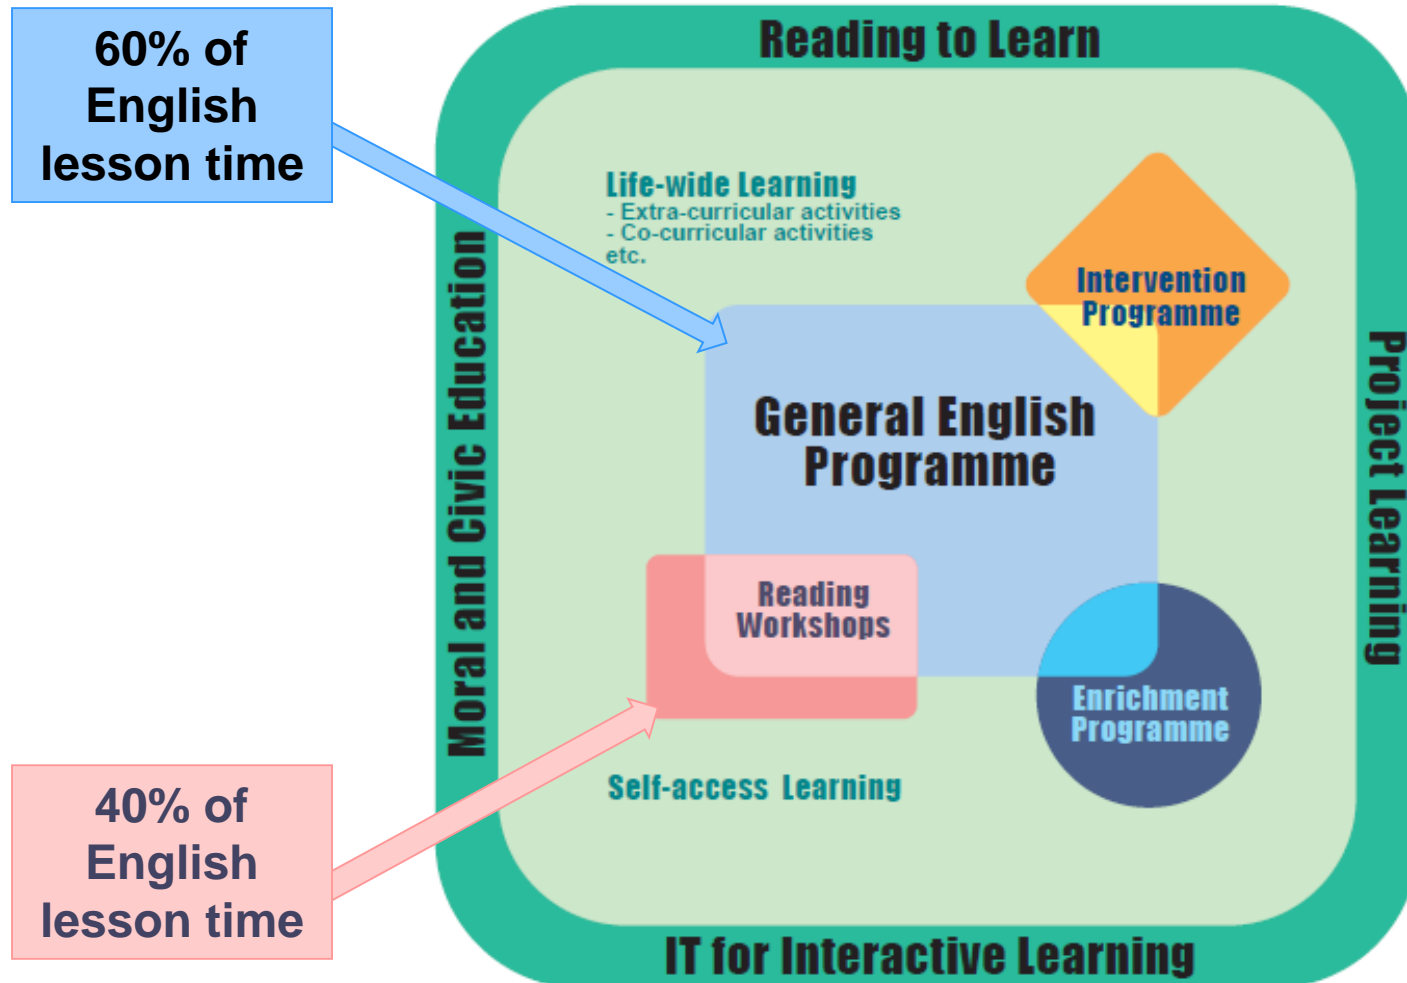 60% of
English
lesson time
Reading to Learn
Life-wide Learning
- Extra-curricular activities
- Co-curricular activities
etc.
Intervention
Programme
Moral and Civic Education
General English
Programme
Project Learning
Reading
Workshops
Enrichment
Programme
Self-access Learning
40% of
English
lesson time
IT for Interactive Learning